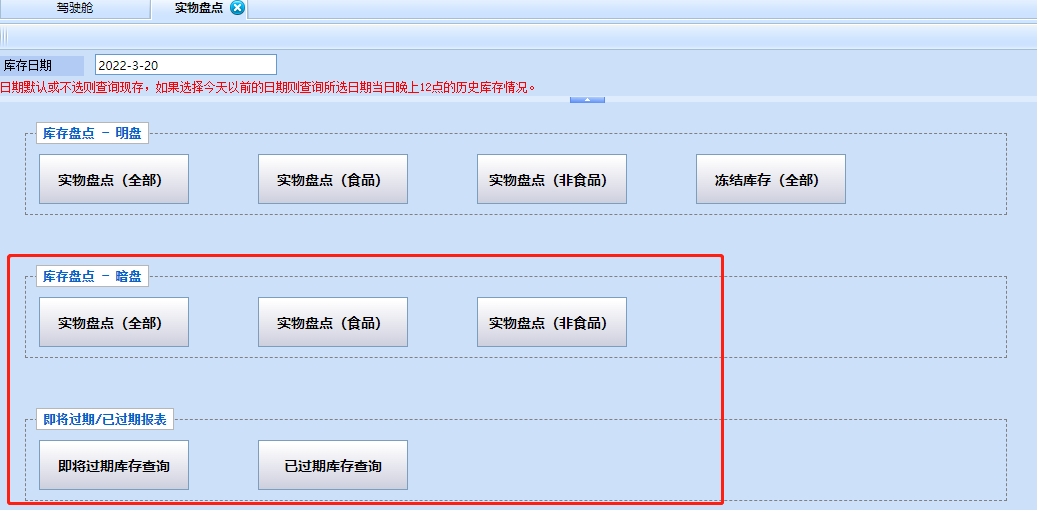 驾驶舱
实物盘点
库存日期
2022-3-20
日期默认或不选则查询现存，如果选择今天以前的日期则查询所选日期当日晚上12点的历史库存情况。
库存盘点 - 明盘
实物盘点（全部）
实物盘点（食品）
实物盘点（非食品）
冻结库存（全部）
库存盘点 - 暗盘
实物盘点（全部）
实物盘点（食品）
实物盘点（非食品）
即将过期/已过期报表
即将过期库存查询
已过期库存查询